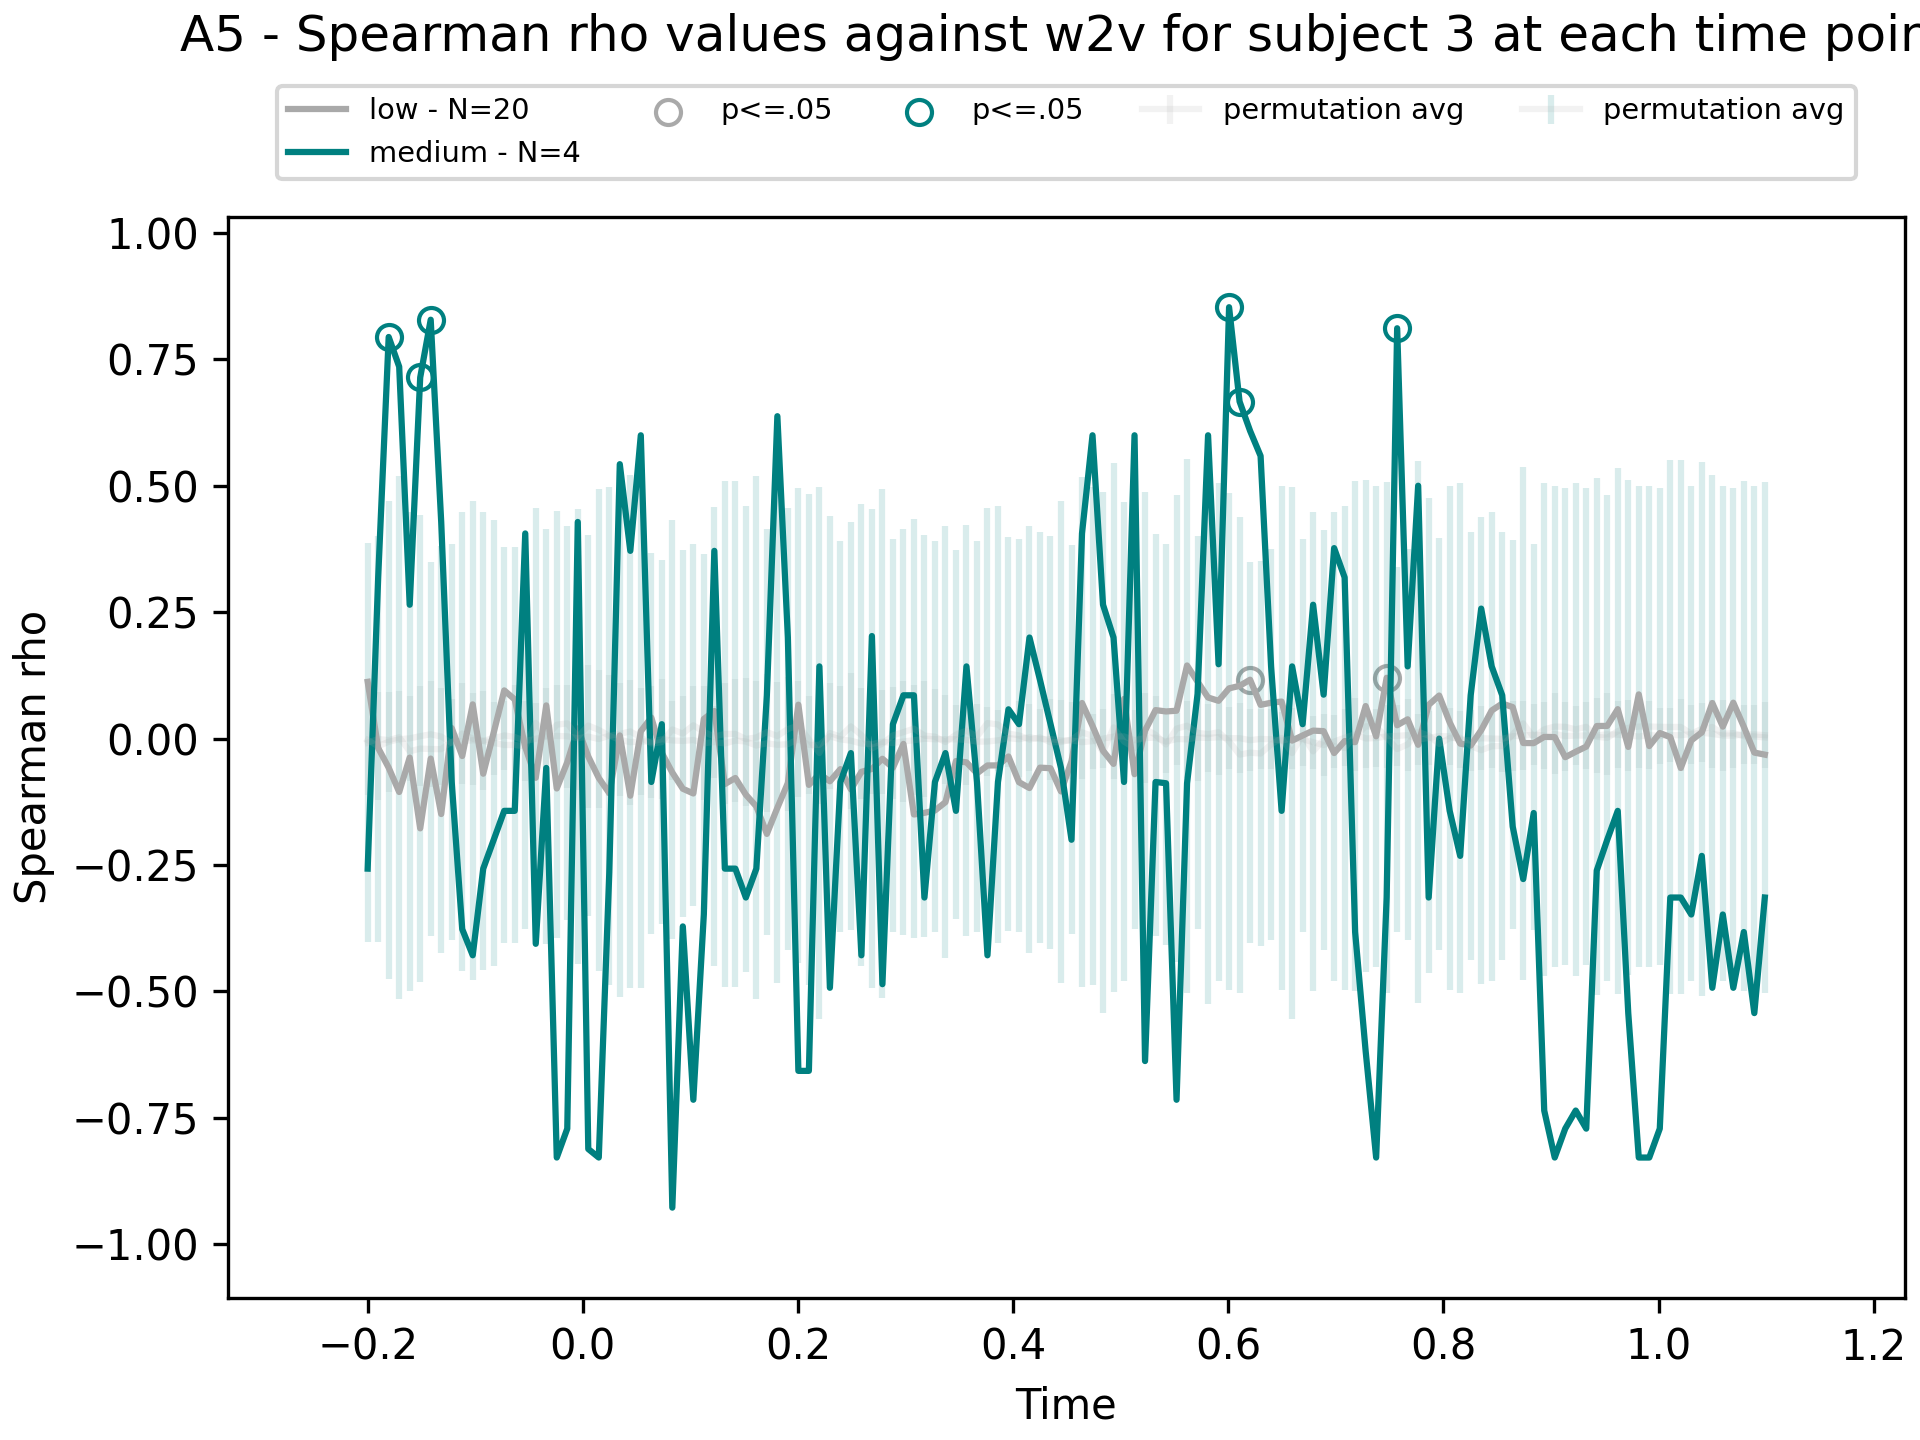 A5 - Spearman rho values against w2v for subject 3 at each time poin
low - N=20
medium - N=4
p<=.05
p<=.05
permutation avg
permutation avg
1.00
0.75
0.50
0.25
0.00
−0.25
−0.50
−0.75
−1.00
Spearman rho
−0.2 0.0 0.2 0.4 0.6 0.8 1.0 1.2
Time